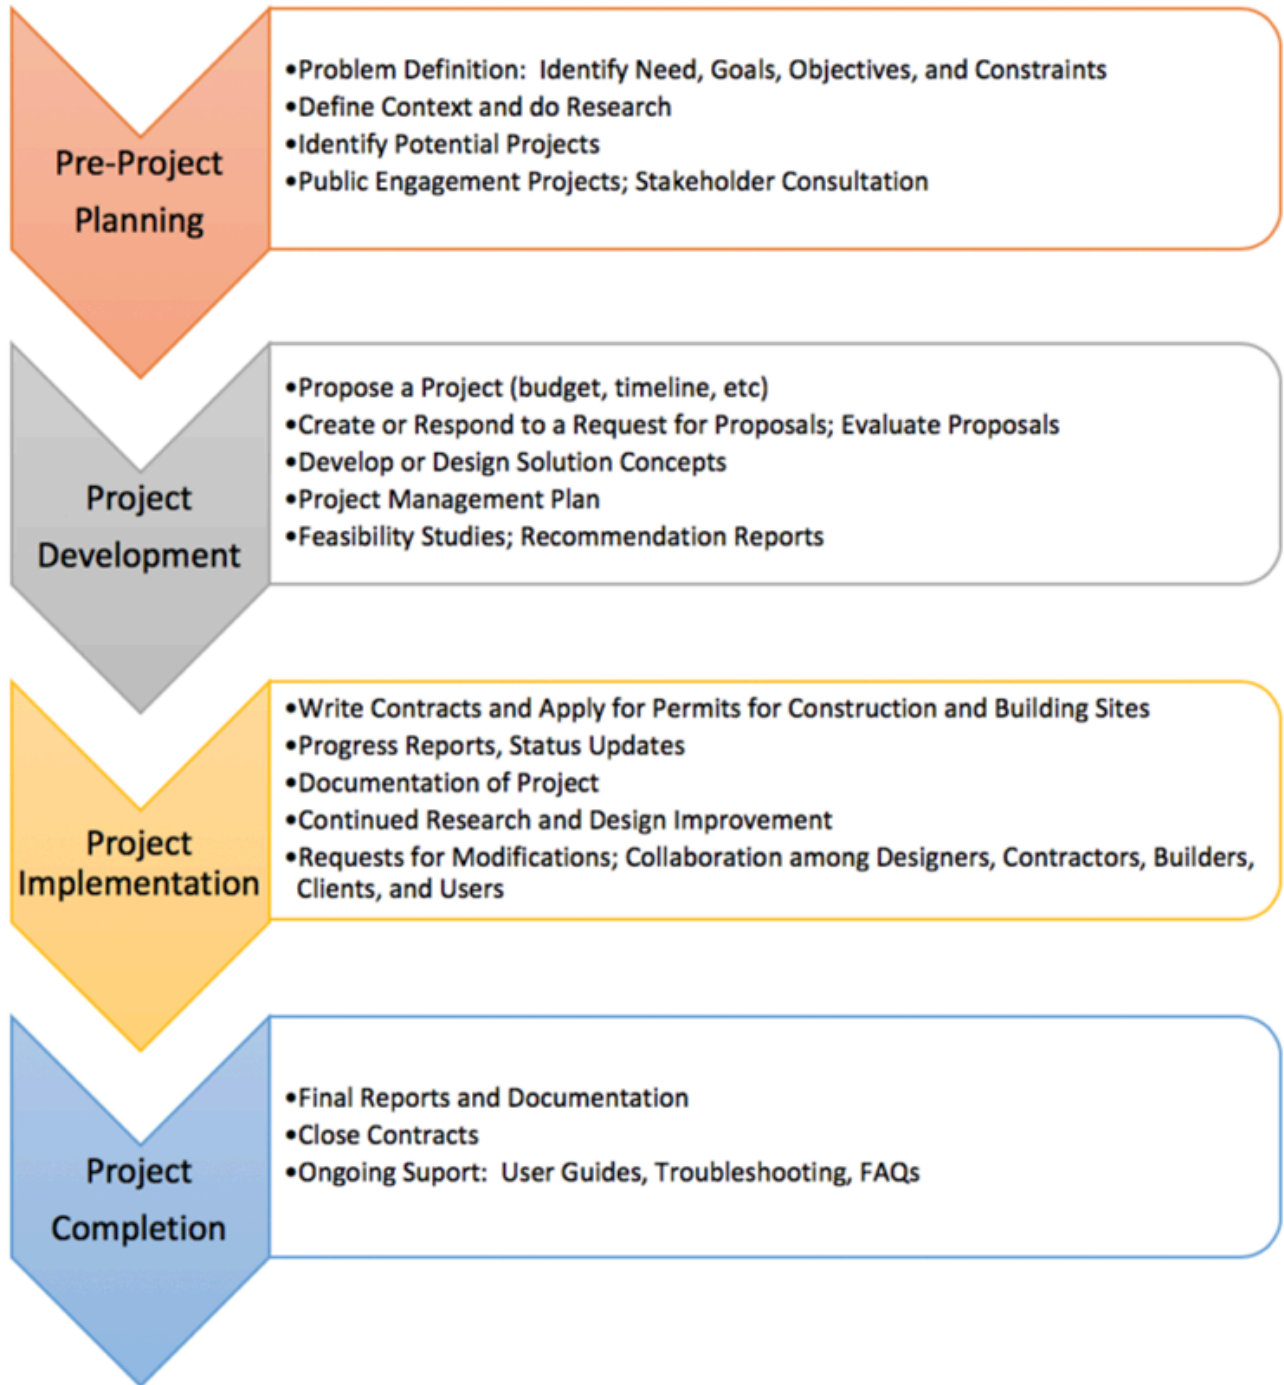 Pre-Project
Planning
•Problem Definition:  Identify Need, Goals, Objectives, and Constraints
•Define Context and do Research
•Identify Potential Projects
•Public Engagement Projects; Stakeholder Consultation
Project
Development
•Propose a Project (budget, timeline, etc)
•Create or Respond to a Request for Proposals; Evaluate Proposals
•Develop or Design Solution Concepts
•Project Management Plan
•Feasibility Studies; Recommendation Reports
Project
Implementation
•Write Contracts and Apply for Permits for Construction and Building Sites
•Progress Reports, Status Updates
•Documentation of Project
•Continued Research and Design Improvement
•Requests for Modifications; Collaboration among Designers, Contractors, Builders,
Clients, and Users
Project
Completion
•Final Reports and Documentation
•Close Contracts
•Ongoing Suport:  User Guides, Troubleshooting, FAQs